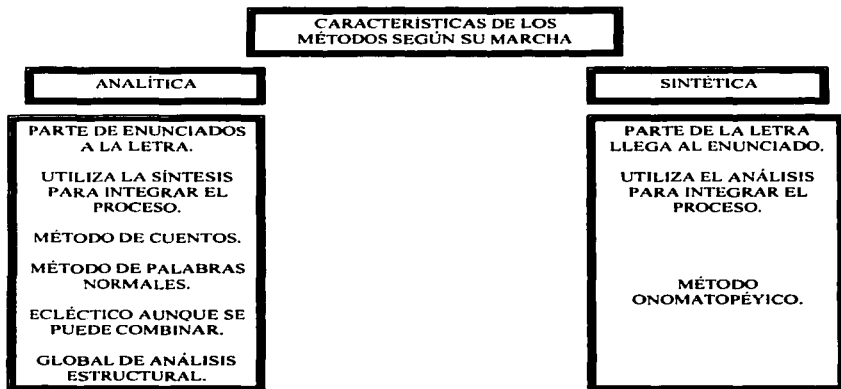 CARACTERÍSTICAS DE LOS
MÉTODOS SEGÚN SU MARCHA
ANALÍTICA
PARTE DE ENUNCIADOS
A LA LETRA.
UTILIZA LA SÍNTESIS
PARA INTEGRAR EL
PROCESO.
MÉTODO DE CUENTOS.
MÉTODO DE PALABRAS
NORMALES.
ECLÉCTICO AUNQUE SE
PUEDE COMBINAR.
GLOBAL DE ANÁLISIS
ESTRUCTURAL.
SINTÉTICA
PARTE DE LA LETRA
LLEGA AL ENUNCIADO.
UTILIZA EL ANÁLISIS
PARA INTEGRAR EL
PROCESO.
MÉTODO
ONOMATOPÉYICO.